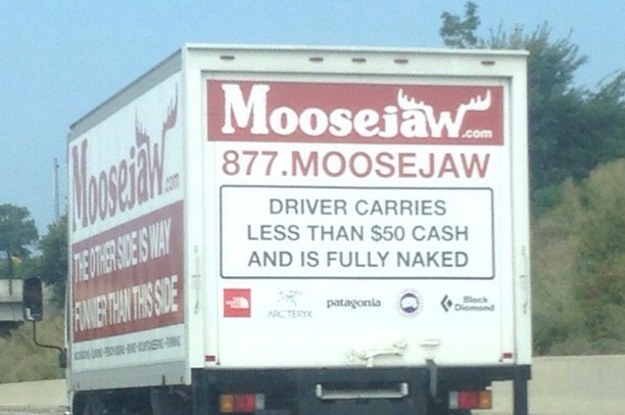 Moosejaw.com
877.MOOSEJAW
DRIVER CARRIES
LESS THAN $50 CASH
AND IS FULLY NAKED
ARC'TERYX
patagonia
Black
Diamond
Moosejaw.com
THE OTHER SIDE IS WAY
FUNNIER THAN THIS SIDE